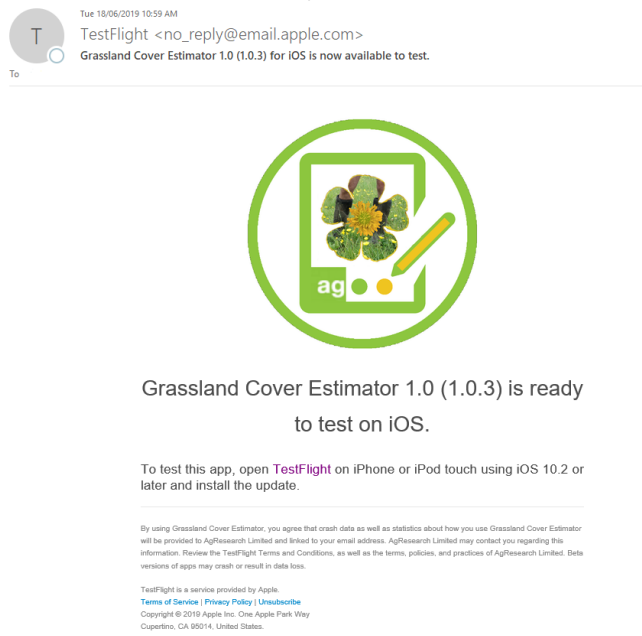 Tue 18/06/2019 10:59 AM
T
TestFlight <no_reply@email.apple.com>
Grassland Cover Estimator 1.0 (1.0.3) for iOS is now available to test.
To
ag
Grassland Cover Estimator 1.0 (1.0.3) is ready
to test on iOS.
To test this app, open TestFlight on iPhone or iPod touch using iOS 10.2 or
later and install the update.
By using Grassland Cover Estimator, you agree that crash data as well as statistics about how you use Grassland Cover Estimator
will be provided to AgResearch Limited and linked to your email address. AgResearch Limited may contact you regarding this
information. Review the TestFlight Terms and Conditions, as well as the terms, policies, and practices of AgResearch Limited. Beta
versions of apps may crash or result in data loss.
TestFlight is a service provided by Apple.
Terms of Service | Privacy Policy | Unsubscribe
Copyright © 2019 Apple Inc. One Apple Park Way
Cupertino, CA 95014, United States.